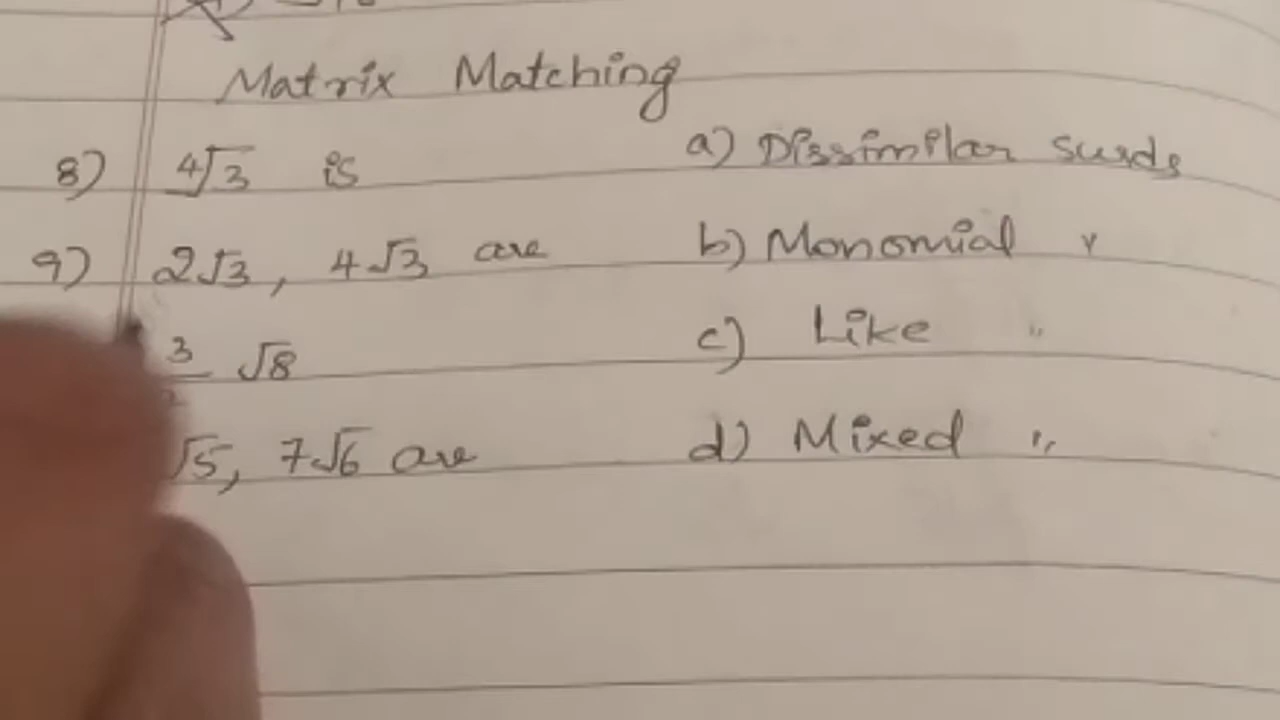 Matrix Matching
8) 4√3 is a) Dissimilar surds
9) 2√3, 4√3 are b) Monomial "
3 √8 c) Like "
√5, 7√6 are d) Mixed "